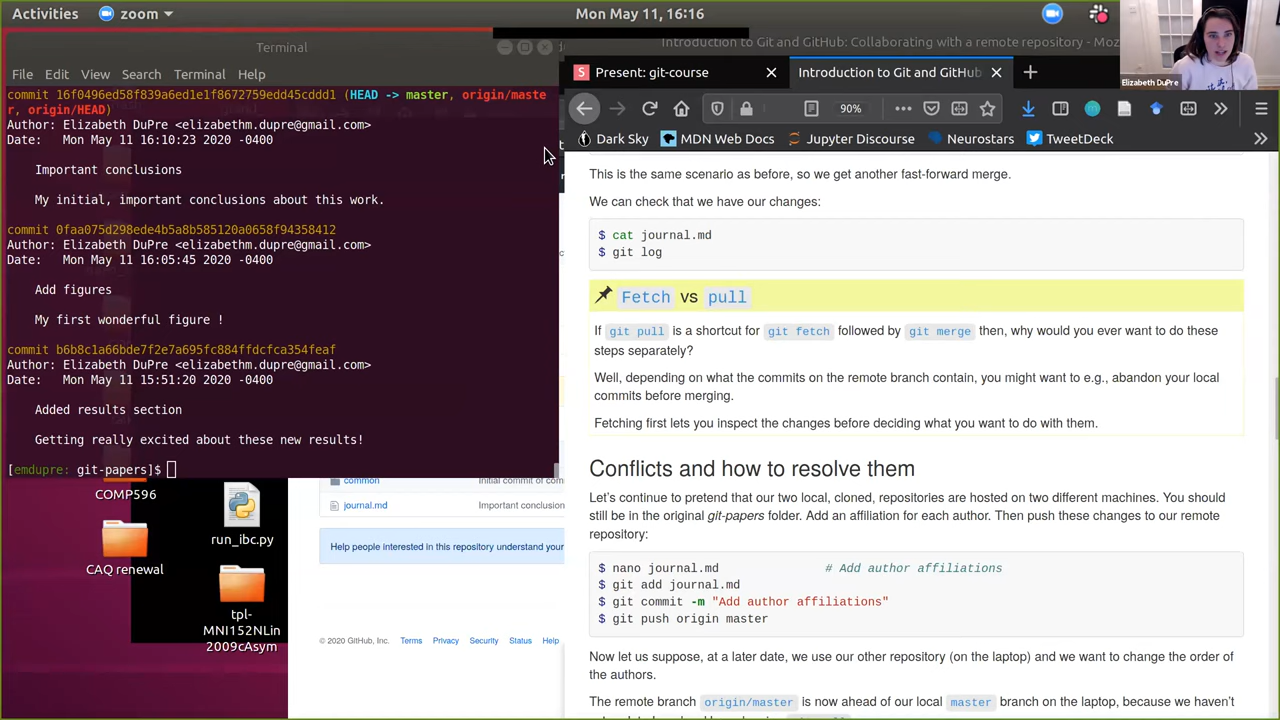 Activities
zoom
Mon May 11, 16:16
Terminal
Introduction to Git and GitHub: Collaborating with a remote repository - Moz
Elizabeth DuPre
File Edit View Search Terminal Help
Present: git-course
Introduction to Git and GitHub:
90%
Dark Sky
MDN Web Docs
Jupyter Discourse
Neurostars
TweetDeck
commit 16f0496ed58f839a6ed1e1f8672759edd45cddd1 (HEAD -> master, origin/maste
r, origin/HEAD)
Author: Elizabeth DuPre <elizabethm.dupre@gmail.com>
Date: Mon May 11 16:10:23 2020 -0400
Important conclusions
My initial, important conclusions about this work.
commit 0faa075d298ede4b5a8b585120a0658f94358412
Author: Elizabeth DuPre <elizabethm.dupre@gmail.com>
Date: Mon May 11 16:05:45 2020 -0400
Add figures
My first wonderful figure !
commit b6b8c1a66bde7f2e7a695fc884ffdcfca354feaf
Author: Elizabeth DuPre <elizabethm.dupre@gmail.com>
Date: Mon May 11 15:51:20 2020 -0400
Added results section
Getting really excited about these new results!
[emdupre: git-papers]$
COMP596
run_ibc.py
CAQ renewal
tpl-
MNI152NLin
2009cAsym
common
Initial commit of com
journal.md
Important conclusion
Help people interested in this repository understand your
© 2020 GitHub, Inc.
Terms
Privacy
Security
Status
Help
This is the same scenario as before, so we get another fast-forward merge.
We can check that we have our changes:
$ cat journal.md
$ git log
Fetch vs pull
If git pull is a shortcut for git fetch followed by git merge then, why would you ever want to do these
steps separately?
Well, depending on what the commits on the remote branch contain, you might want to e.g., abandon your local
commits before merging.
Fetching first lets you inspect the changes before deciding what you want to do with them.
Conflicts and how to resolve them
Let's continue to pretend that our two local, cloned, repositories are hosted on two different machines. You should
still be in the original git-papers folder. Add an affiliation for each author. Then push these changes to our remote
repository:
$ nano journal.md # Add author affiliations
$ git add journal.md
$ git commit -m "Add author affiliations"
$ git push origin master
Now let us suppose, at a later date, we use our other repository (on the laptop) and we want to change the order of
the authors.
The remote branch origin/master is now ahead of our local master branch on the laptop, because we haven't